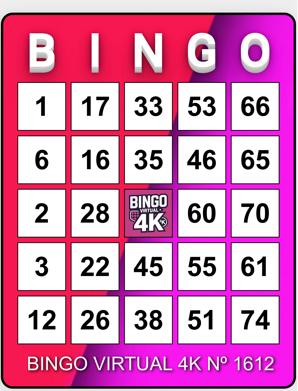 B I N G O
1 17 33 53 66
6 16 35 46 65
2 28 BINGO VIRTUAL 4K 60 70
3 22 45 55 61
12 26 38 51 74
BINGO VIRTUAL 4K Nº 1612